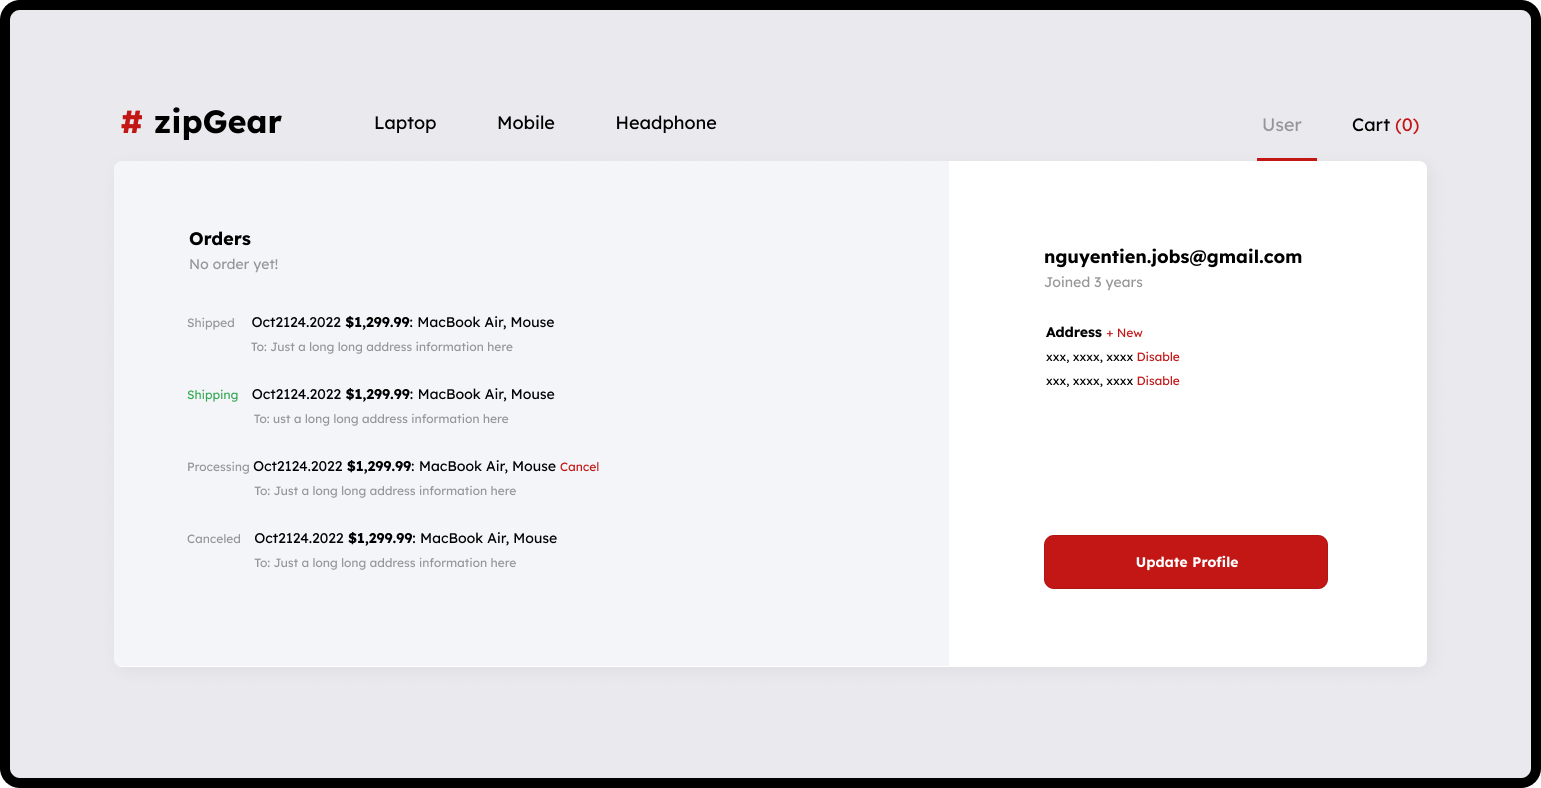 # zipGear Laptop Mobile Headphone User Cart (0)
Orders
No order yet!
Shipped Oct2124.2022 $1,299.99: MacBook Air, Mouse
To: Just a long long address information here
Shipping Oct2124.2022 $1,299.99: MacBook Air, Mouse
To: ust a long long address information here
Processing Oct2124.2022 $1,299.99: MacBook Air, Mouse Cancel
To: Just a long long address information here
Canceled Oct2124.2022 $1,299.99: MacBook Air, Mouse
To: Just a long long address information here
nguyentien.jobs@gmail.com
Joined 3 years
Address + New
xxx, xxxx, xxxx Disable
xxx, xxxx, xxxx Disable
Update Profile